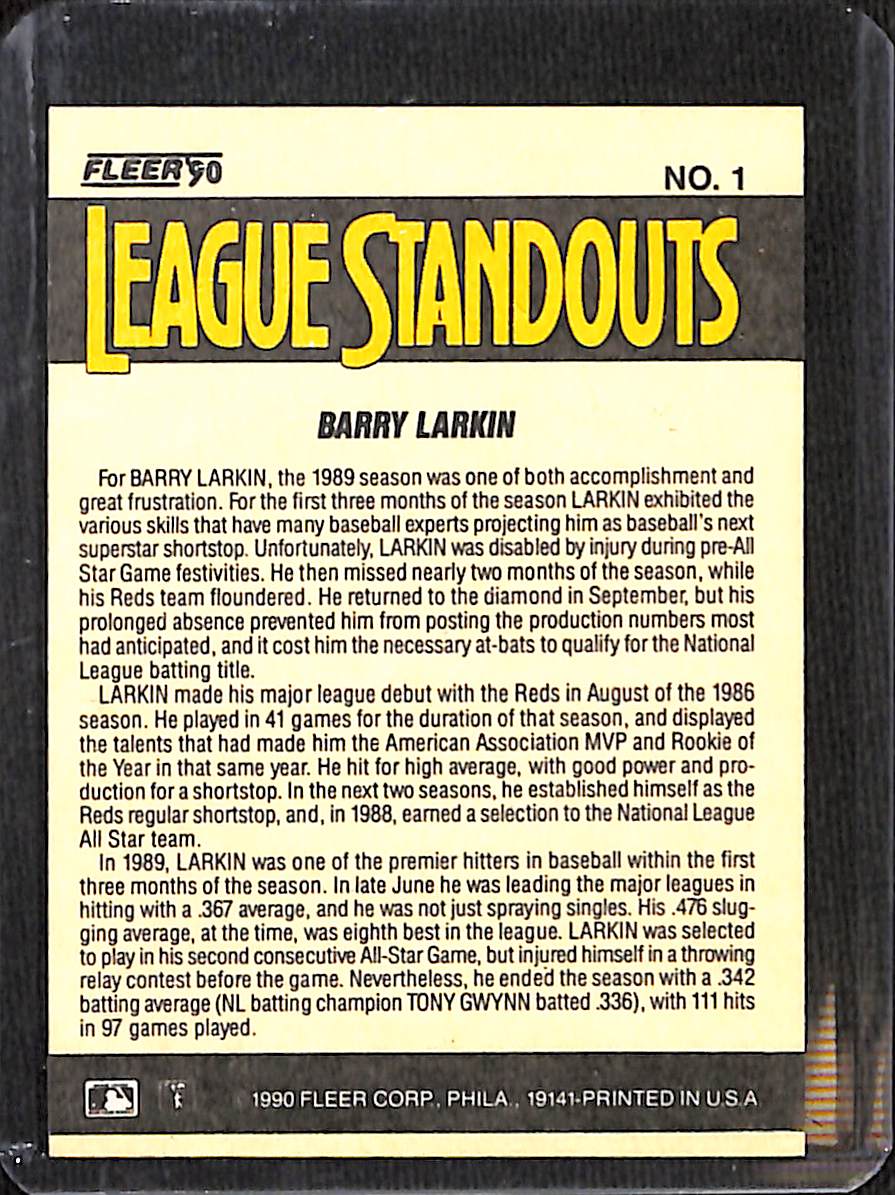 FLEER '90
NO. 1
LEAGUE STANDOUTS
BARRY LARKIN
For BARRY LARKIN, the 1989 season was one of both accomplishment and
great frustration. For the first three months of the season LARKIN exhibited the
various skills that have many baseball experts projecting him as baseball's next
superstar shortstop. Unfortunately, LARKIN was disabled by injury during pre-All
Star Game festivities. He then missed nearly two months of the season, while
his Reds team floundered. He returned to the diamond in September, but his
prolonged absence prevented him from posting the production numbers most
had anticipated, and it cost him the necessary at-bats to qualify for the National
League batting title.
LARKIN made his major league debut with the Reds in August of the 1986
season. He played in 41 games for the duration of that season, and displayed
the talents that had made him the American Association MVP and Rookie of
the Year in that same year. He hit for high average, with good power and pro-
duction for a shortstop. In the next two seasons, he established himself as the
Reds regular shortstop, and, in 1988, earned a selection to the National League
All Star team.
In 1989, LARKIN was one of the premier hitters in baseball within the first
three months of the season. In late June he was leading the major leagues in
hitting with a .367 average, and he was not just spraying singles. His .476 slug-
ging average, at the time, was eighth best in the league. LARKIN was selected
to play in his second consecutive All-Star Game, but injured himself in a throwing
relay contest before the game. Nevertheless, he ended the season with a .342
batting average (NL batting champion TONY GWYNN batted .336), with 111 hits
in 97 games played.
1990 FLEER CORP., PHILA., 19141-PRINTED IN U S A